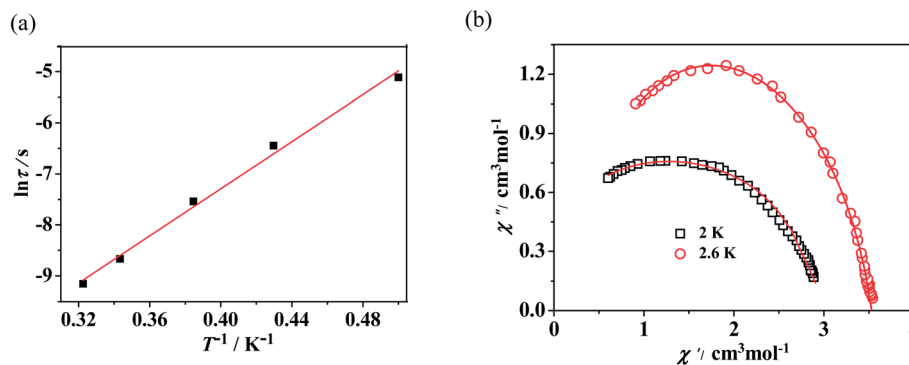 (a)
-5
-6
-7
-8
-9
0.32 0.36 0.40 0.44 0.48
lnτ / s
T⁻¹ / K⁻¹
(b)
1.2
0.9
0.6
0.3
0.0
0 1 2 3
χ''/ cm³mol⁻¹
2 K
2.6 K
χ'/ cm³mol⁻¹